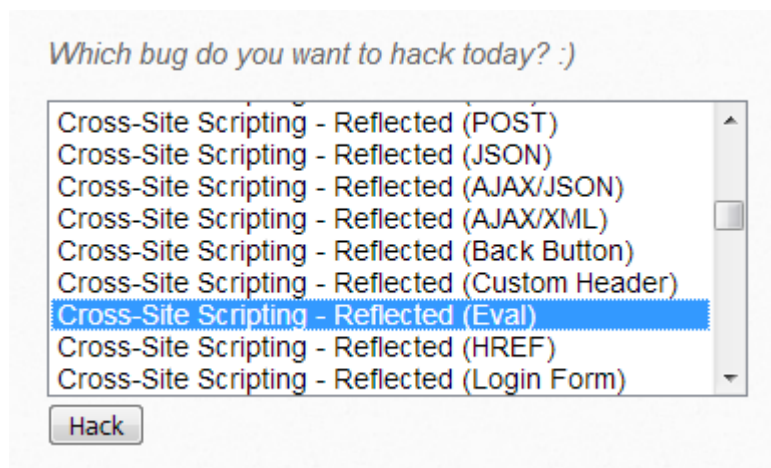 Which bug do you want to hack today? :)
Cross-Site Scripting - Reflected (POST)
Cross-Site Scripting - Reflected (JSON)
Cross-Site Scripting - Reflected (AJAX/JSON)
Cross-Site Scripting - Reflected (AJAX/XML)
Cross-Site Scripting - Reflected (Back Button)
Cross-Site Scripting - Reflected (Custom Header)
Cross-Site Scripting - Reflected (Eval)
Cross-Site Scripting - Reflected (HREF)
Cross-Site Scripting - Reflected (Login Form)
Hack